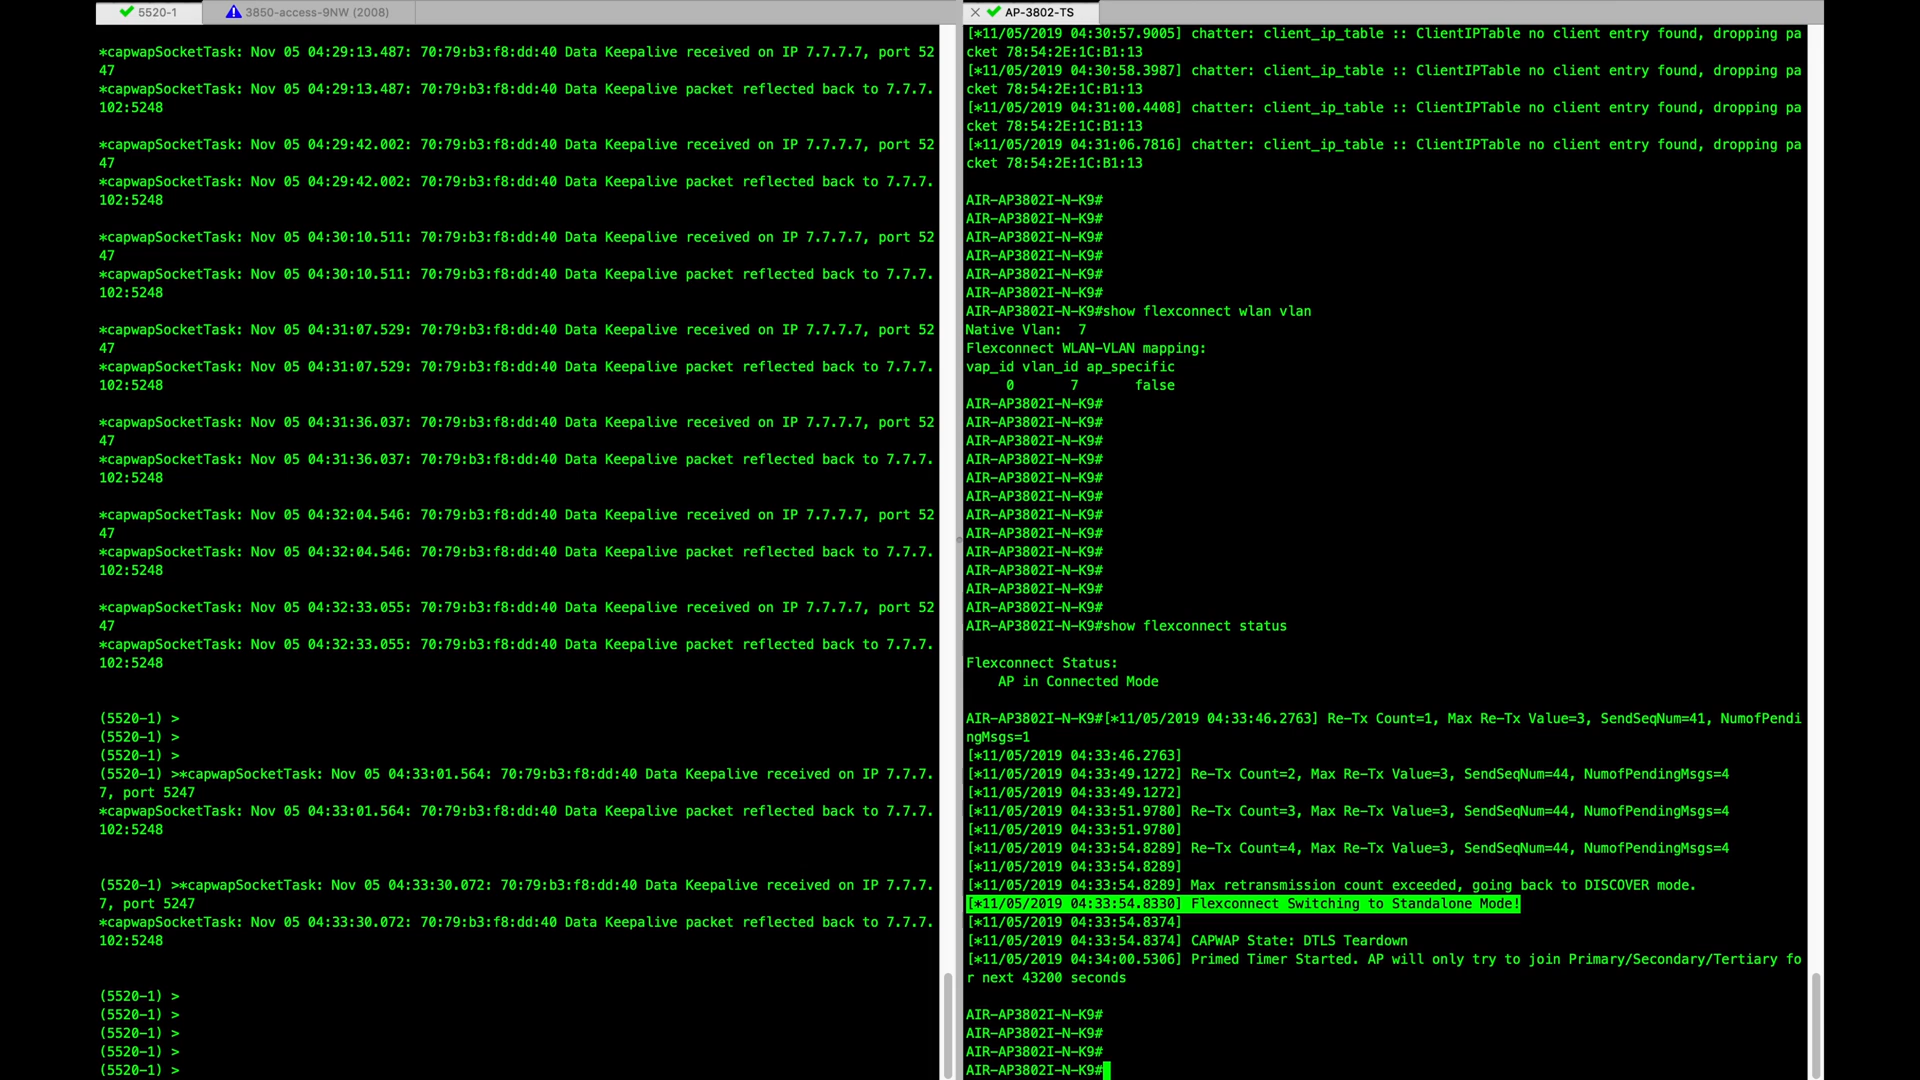 5520-1
3850-access-9NW (2008)
*capwapSocketTask: Nov 05 04:29:13.487: 70:79:b3:f8:dd:40 Data Keepalive received on IP 7.7.7.7, port 52
47
*capwapSocketTask: Nov 05 04:29:13.487: 70:79:b3:f8:dd:40 Data Keepalive packet reflected back to 7.7.7.
102:5248
*capwapSocketTask: Nov 05 04:29:42.002: 70:79:b3:f8:dd:40 Data Keepalive received on IP 7.7.7.7, port 52
47
*capwapSocketTask: Nov 05 04:29:42.002: 70:79:b3:f8:dd:40 Data Keepalive packet reflected back to 7.7.7.
102:5248
*capwapSocketTask: Nov 05 04:30:10.511: 70:79:b3:f8:dd:40 Data Keepalive received on IP 7.7.7.7, port 52
47
*capwapSocketTask: Nov 05 04:30:10.511: 70:79:b3:f8:dd:40 Data Keepalive packet reflected back to 7.7.7.
102:5248
*capwapSocketTask: Nov 05 04:31:07.529: 70:79:b3:f8:dd:40 Data Keepalive received on IP 7.7.7.7, port 52
47
*capwapSocketTask: Nov 05 04:31:07.529: 70:79:b3:f8:dd:40 Data Keepalive packet reflected back to 7.7.7.
102:5248
*capwapSocketTask: Nov 05 04:31:36.037: 70:79:b3:f8:dd:40 Data Keepalive received on IP 7.7.7.7, port 52
47
*capwapSocketTask: Nov 05 04:31:36.037: 70:79:b3:f8:dd:40 Data Keepalive packet reflected back to 7.7.7.
102:5248
*capwapSocketTask: Nov 05 04:32:04.546: 70:79:b3:f8:dd:40 Data Keepalive received on IP 7.7.7.7, port 52
47
*capwapSocketTask: Nov 05 04:32:04.546: 70:79:b3:f8:dd:40 Data Keepalive packet reflected back to 7.7.7.
102:5248
*capwapSocketTask: Nov 05 04:32:33.055: 70:79:b3:f8:dd:40 Data Keepalive received on IP 7.7.7.7, port 52
47
*capwapSocketTask: Nov 05 04:32:33.055: 70:79:b3:f8:dd:40 Data Keepalive packet reflected back to 7.7.7.
102:5248
(5520-1) >
(5520-1) >
(5520-1) >
(5520-1) >*capwapSocketTask: Nov 05 04:33:01.564: 70:79:b3:f8:dd:40 Data Keepalive received on IP 7.7.7.
7, port 5247
*capwapSocketTask: Nov 05 04:33:01.564: 70:79:b3:f8:dd:40 Data Keepalive packet reflected back to 7.7.7.
102:5248
(5520-1) >*capwapSocketTask: Nov 05 04:33:30.072: 70:79:b3:f8:dd:40 Data Keepalive received on IP 7.7.7.
7, port 5247
*capwapSocketTask: Nov 05 04:33:30.072: 70:79:b3:f8:dd:40 Data Keepalive packet reflected back to 7.7.7.
102:5248
(5520-1) >
(5520-1) >
(5520-1) >
(5520-1) >
(5520-1) >
AP-3802-TS
[*11/05/2019 04:30:57.9005] chatter: client_ip_table :: ClientIPTable no client entry found, dropping pa
cket 78:54:2E:1C:B1:13
[*11/05/2019 04:30:58.3987] chatter: client_ip_table :: ClientIPTable no client entry found, dropping pa
cket 78:54:2E:1C:B1:13
[*11/05/2019 04:31:00.4408] chatter: client_ip_table :: ClientIPTable no client entry found, dropping pa
cket 78:54:2E:1C:B1:13
[*11/05/2019 04:31:06.7816] chatter: client_ip_table :: ClientIPTable no client entry found, dropping pa
cket 78:54:2E:1C:B1:13
AIR-AP3802I-N-K9#
AIR-AP3802I-N-K9#
AIR-AP3802I-N-K9#
AIR-AP3802I-N-K9#
AIR-AP3802I-N-K9#
AIR-AP3802I-N-K9#
AIR-AP3802I-N-K9#show flexconnect wlan vlan
Native Vlan:  7
Flexconnect WLAN-VLAN mapping:
vap_id vlan_id ap_specific
0       7       false
AIR-AP3802I-N-K9#
AIR-AP3802I-N-K9#
AIR-AP3802I-N-K9#
AIR-AP3802I-N-K9#
AIR-AP3802I-N-K9#
AIR-AP3802I-N-K9#
AIR-AP3802I-N-K9#
AIR-AP3802I-N-K9#
AIR-AP3802I-N-K9#
AIR-AP3802I-N-K9#
AIR-AP3802I-N-K9#
AIR-AP3802I-N-K9#
AIR-AP3802I-N-K9#show flexconnect status
Flexconnect Status:
AP in Connected Mode
AIR-AP3802I-N-K9#[*11/05/2019 04:33:46.2763] Re-Tx Count=1, Max Re-Tx Value=3, SendSeqNum=41, NumofPendi
ngMsgs=1
[*11/05/2019 04:33:46.2763]
[*11/05/2019 04:33:49.1272] Re-Tx Count=2, Max Re-Tx Value=3, SendSeqNum=44, NumofPendingMsgs=4
[*11/05/2019 04:33:49.1272]
[*11/05/2019 04:33:51.9780] Re-Tx Count=3, Max Re-Tx Value=3, SendSeqNum=44, NumofPendingMsgs=4
[*11/05/2019 04:33:51.9780]
[*11/05/2019 04:33:54.8289] Re-Tx Count=4, Max Re-Tx Value=3, SendSeqNum=44, NumofPendingMsgs=4
[*11/05/2019 04:33:54.8289]
[*11/05/2019 04:33:54.8289] Max retransmission count exceeded, going back to DISCOVER mode.
[*11/05/2019 04:33:54.8330] Flexconnect Switching to Standalone Mode!
[*11/05/2019 04:33:54.8374]
[*11/05/2019 04:33:54.8374] CAPWAP State: DTLS Teardown
[*11/05/2019 04:34:00.5306] Primed Timer Started. AP will only try to join Primary/Secondary/Tertiary fo
r next 43200 seconds
AIR-AP3802I-N-K9#
AIR-AP3802I-N-K9#
AIR-AP3802I-N-K9#
AIR-AP3802I-N-K9#